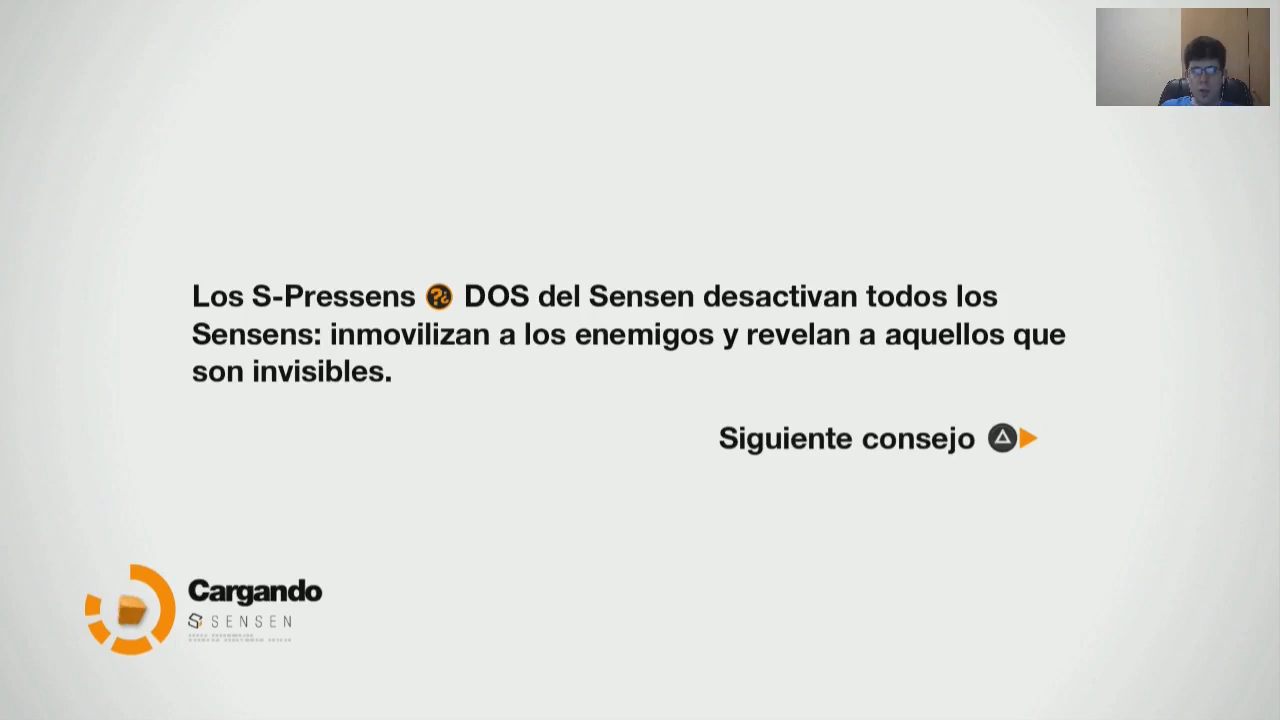 Los S-Pressens DOS del Sensen desactivan todos los
Sensens: inmovilizan a los enemigos y revelan a aquellos que
son invisibles.
Siguiente consejo
Cargando
SENSEN